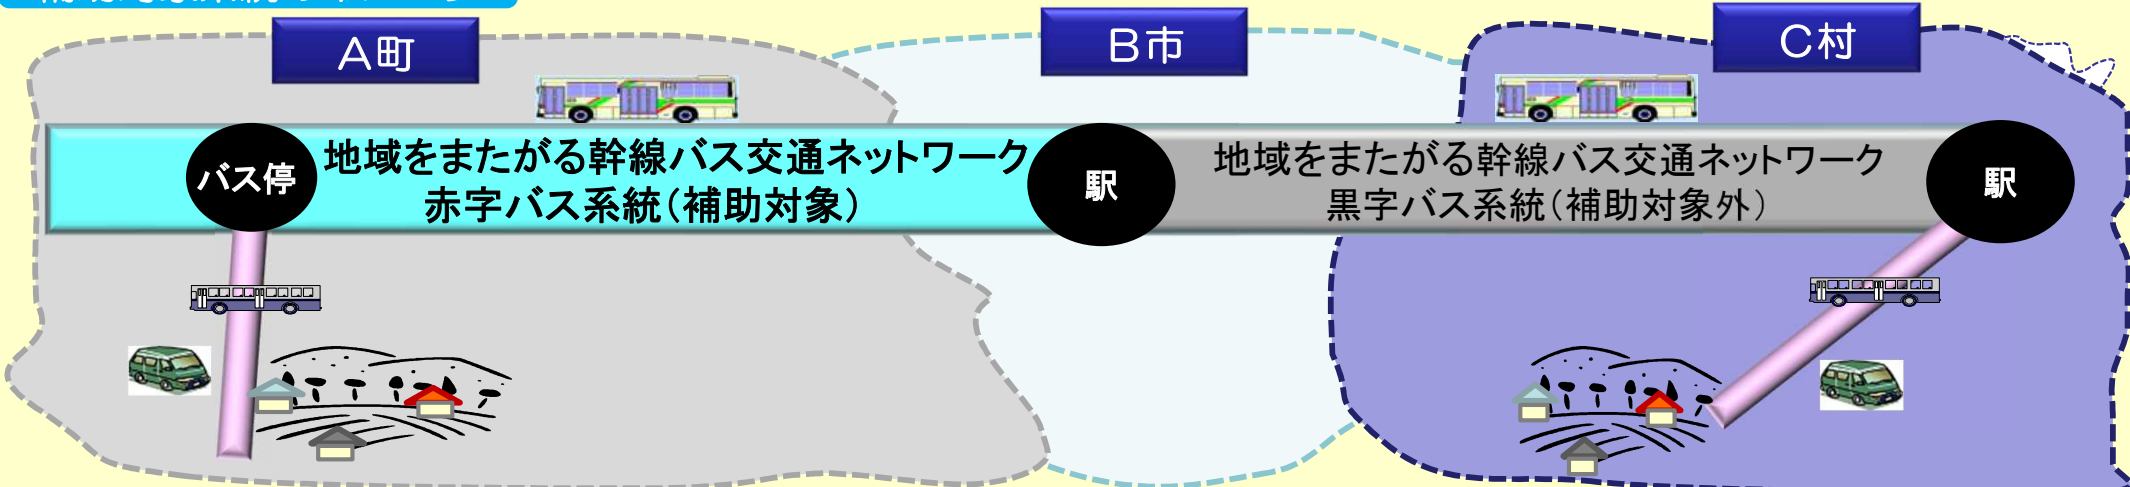 A町
B市
C村
バス停
地域をまたがる幹線バス交通ネットワーク
赤字バス系統(補助対象)
駅
地域をまたがる幹線バス交通ネットワーク
黒字バス系統(補助対象外)
駅